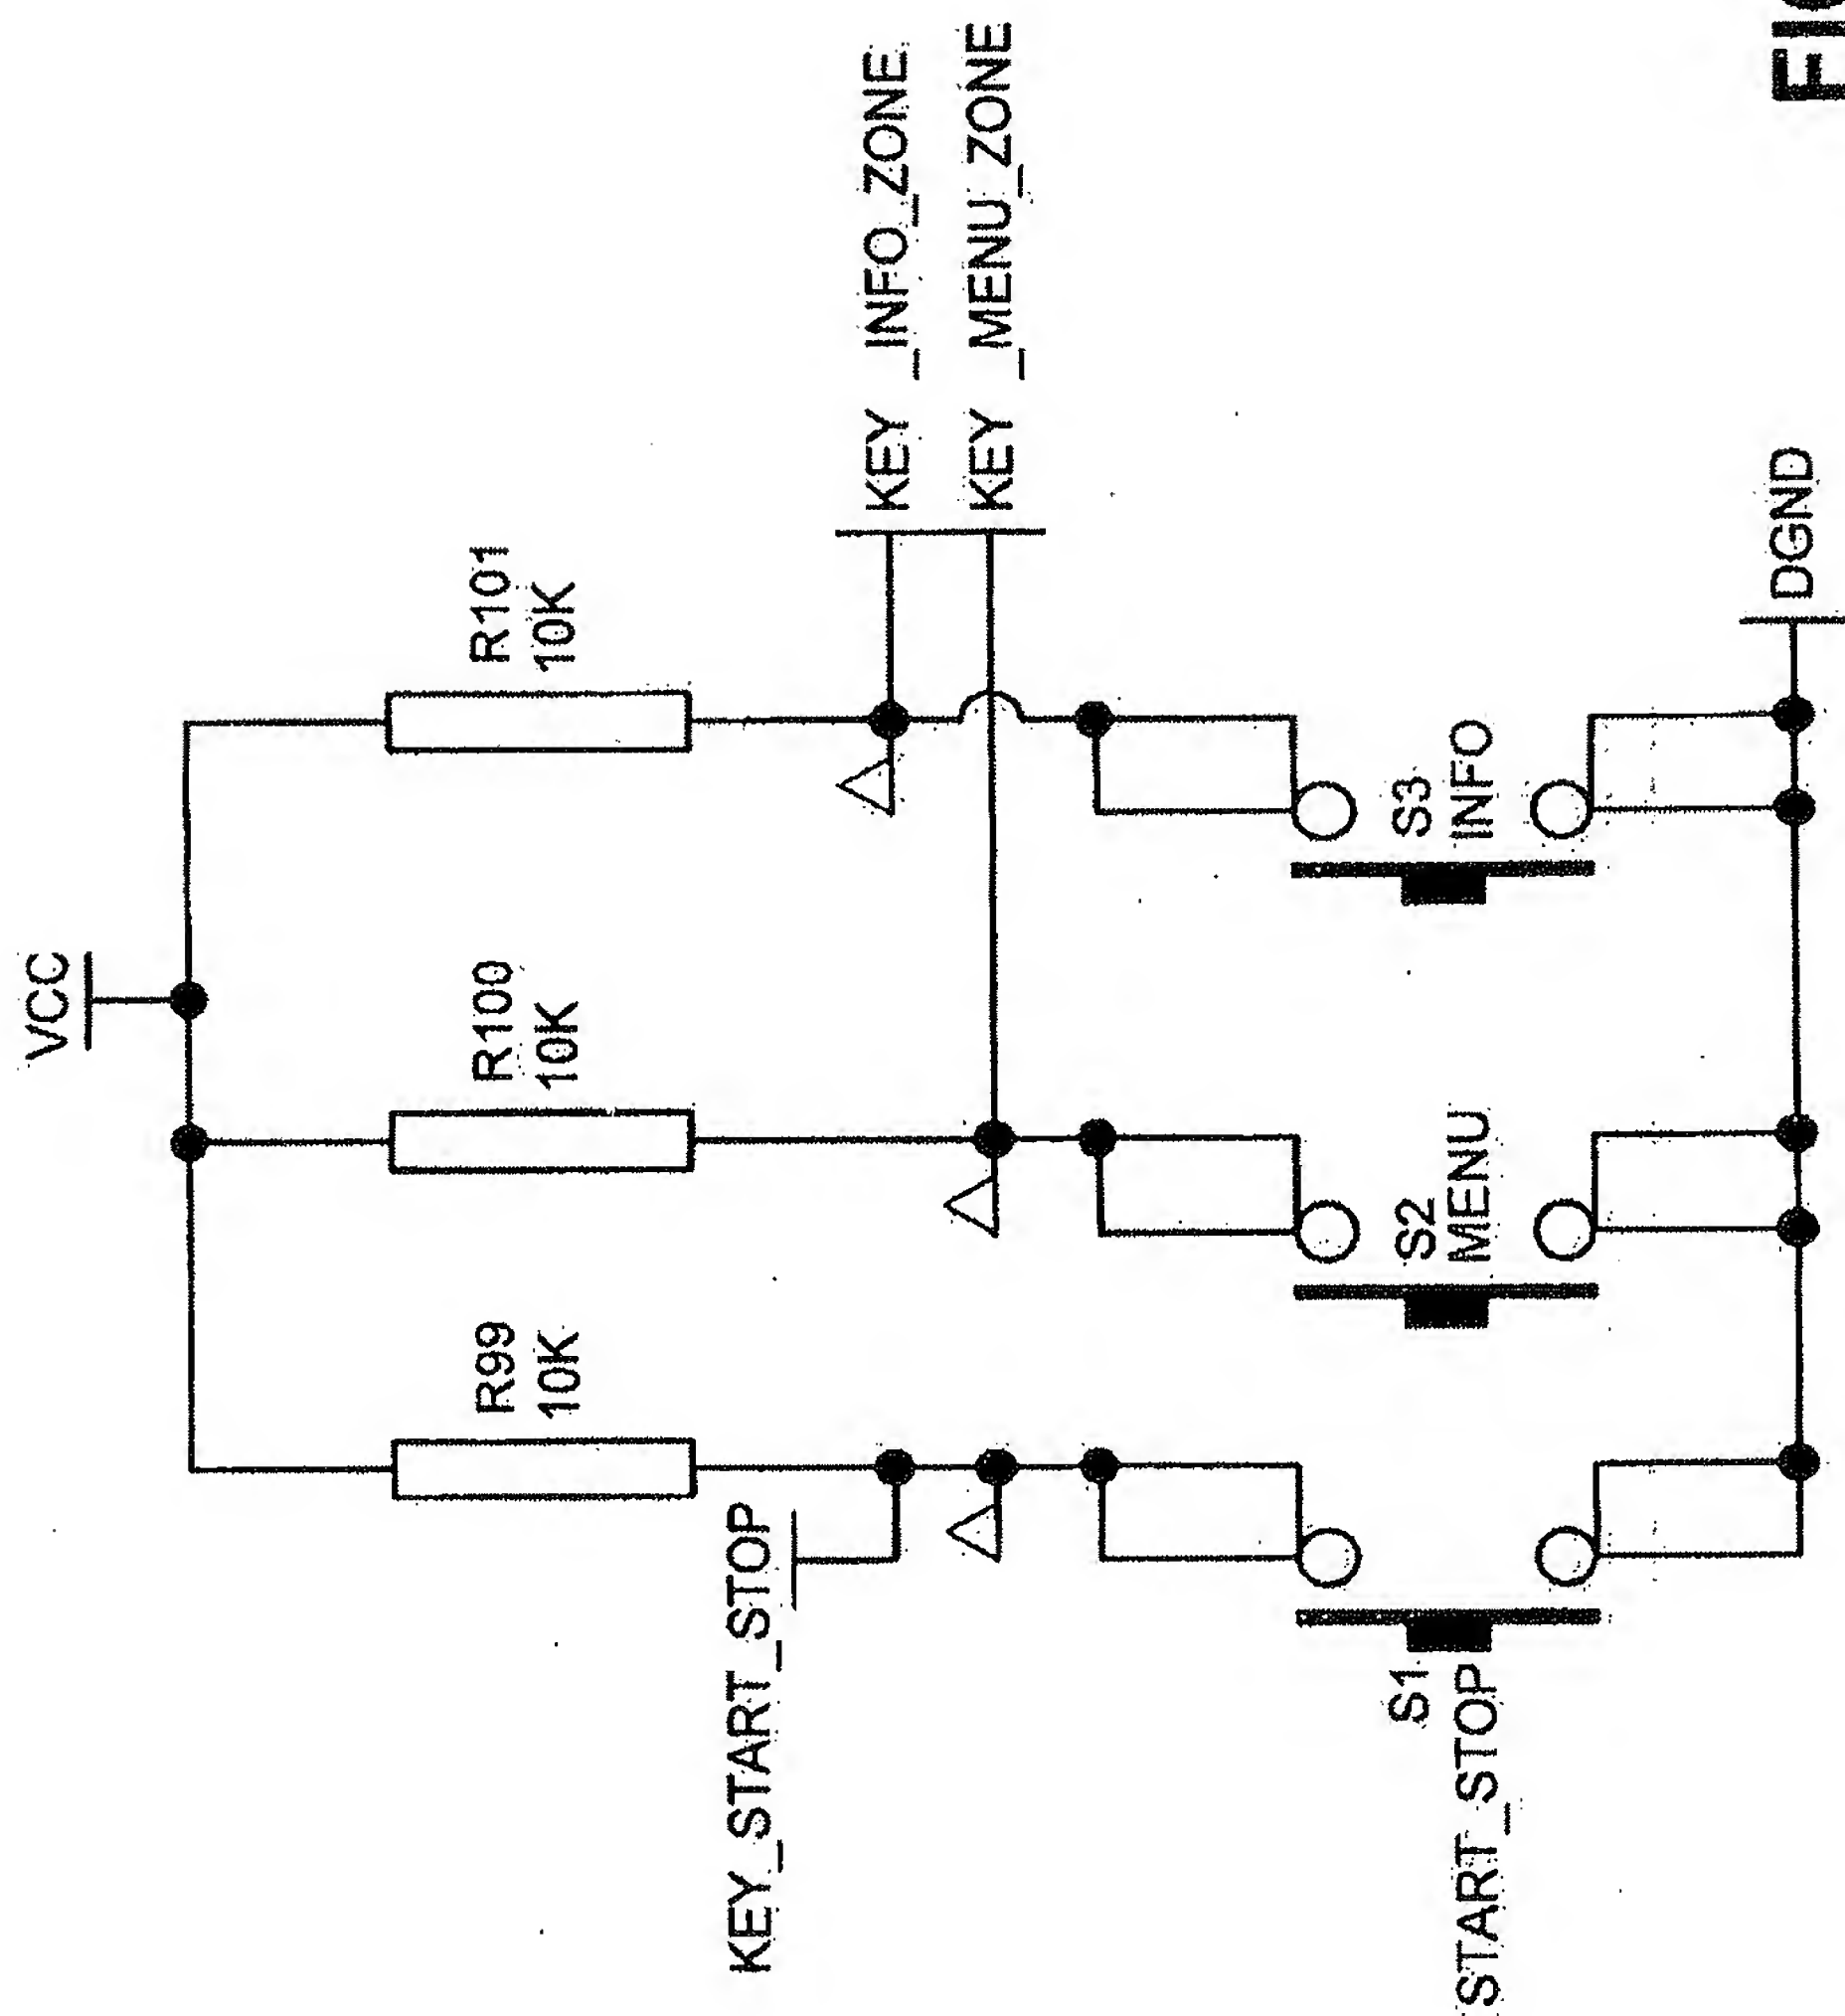 VCC
R99
10K
R100
10K
R101
10K
KEY_START_STOP
KEY_INFO_ZONE
KEY_MENU_ZONE
S1
START_STOP
S2
MENU
S3
INFO
DGND